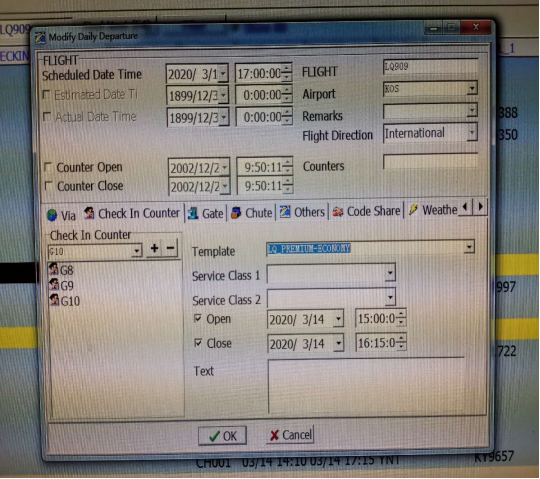 LQ909
Modify Daily Departure
ECKIN
FLIGHT
Scheduled Date Time 2020/ 3/1 17:00:00 FLIGHT LQ909
Estimated Date Ti 1899/12/3 0:00:00 Airport KOS
Actual Date Time 1899/12/3 0:00:00 Remarks
388
Flight Direction International
350
Counter Open 2002/12/2 9:50:11 Counters
Counter Close 2002/12/2 9:50:11
Via Check In Counter Gate Chute Others Code Share Weathe
Check In Counter
G10 + -
Template LQ PREMIUM-ECONOMY
G8
G9
G10
Service Class 1
997
Service Class 2
Open 2020/ 3/14 15:00:0
Close 2020/ 3/14 16:15:0
722
Text
OK Cancel
CH001 03/14 14:10 03/14 17:15 YNT KY9657